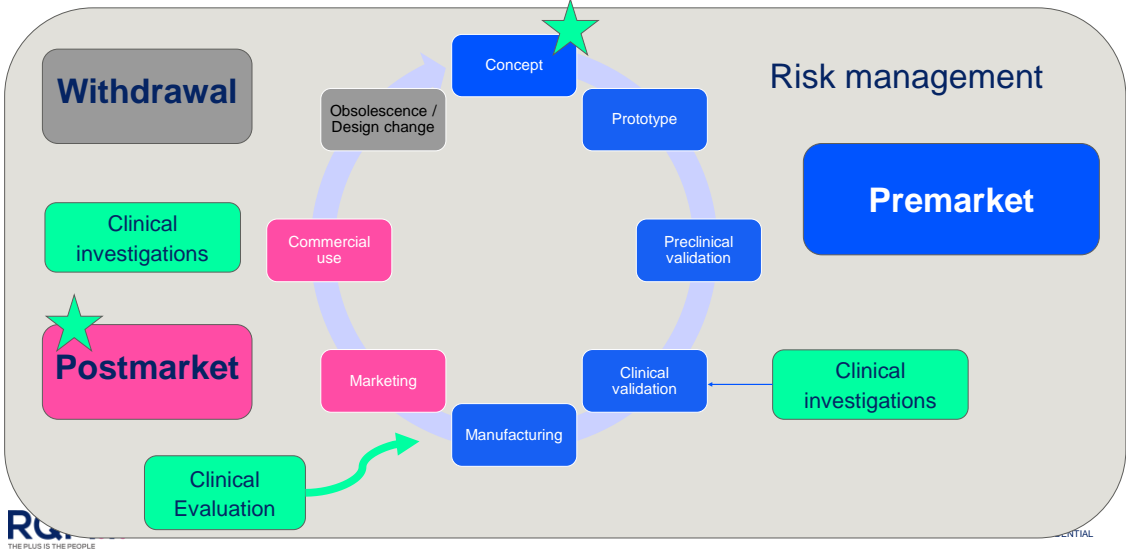 Withdrawal
Concept
Risk management
Obsolescence /
Design change
Prototype
Premarket
Clinical
investigations
Commercial
use
Preclinical
validation
Postmarket
Marketing
Clinical
validation
Clinical
investigations
Manufacturing
Clinical
Evaluation
THE PLUS IS THE PEOPLE